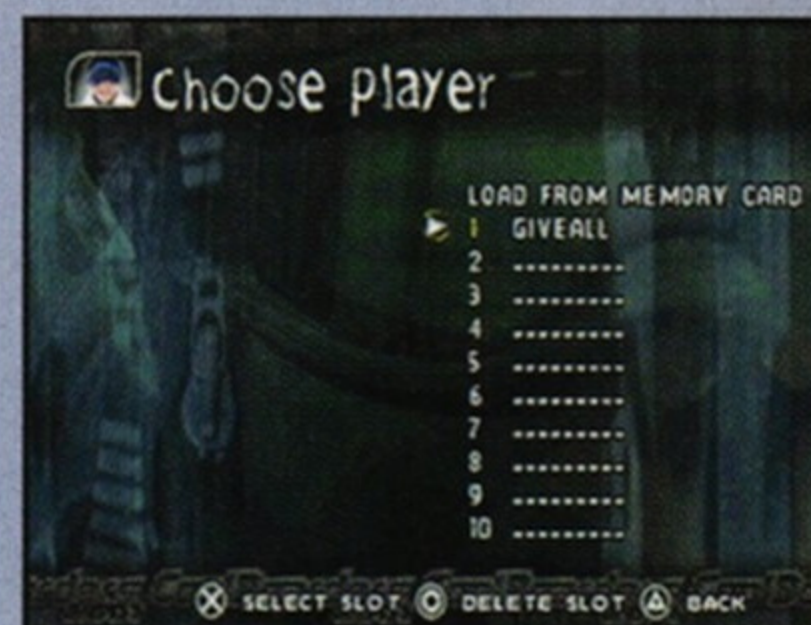 Choose Player
LOAD FROM MEMORY CARD
1 GIVEALL
2 ---------
3 ---------
4 ---------
5 ---------
6 ---------
7 ---------
8 ---------
9 ---------
10 ---------
SELECT SLOT DELETE SLOT BACK